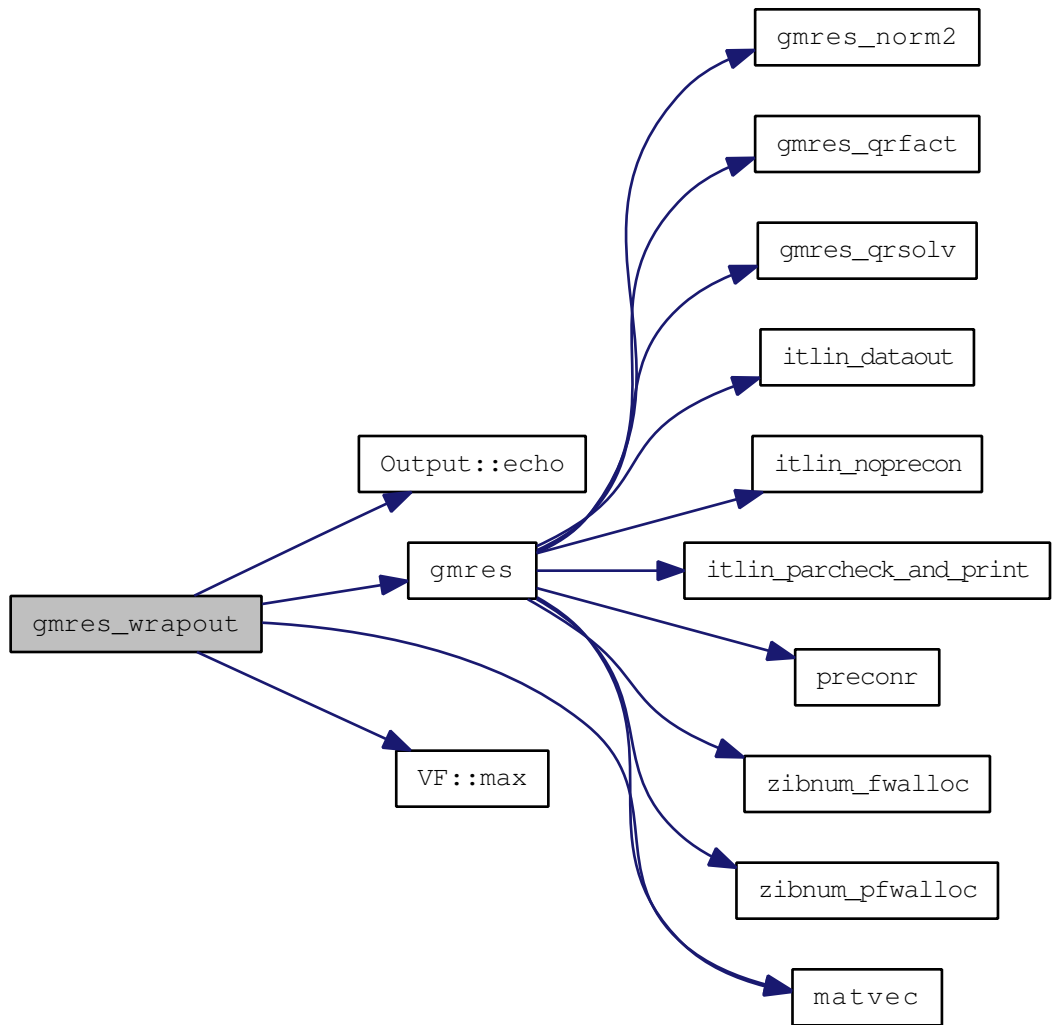 gmres_norm2
gmres_qrfact
gmres_qrsolv
itlin_dataout
Output::echo
itlin_noprecon
gmres
itlin_parcheck_and_print
gmres_wrapout
preconr
VF::max
zibnum_fwalloc
zibnum_pfwalloc
matvec